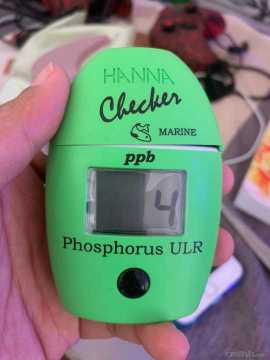 HANNA
Checker
MARINE
ppb
4
Phosphorus ULR